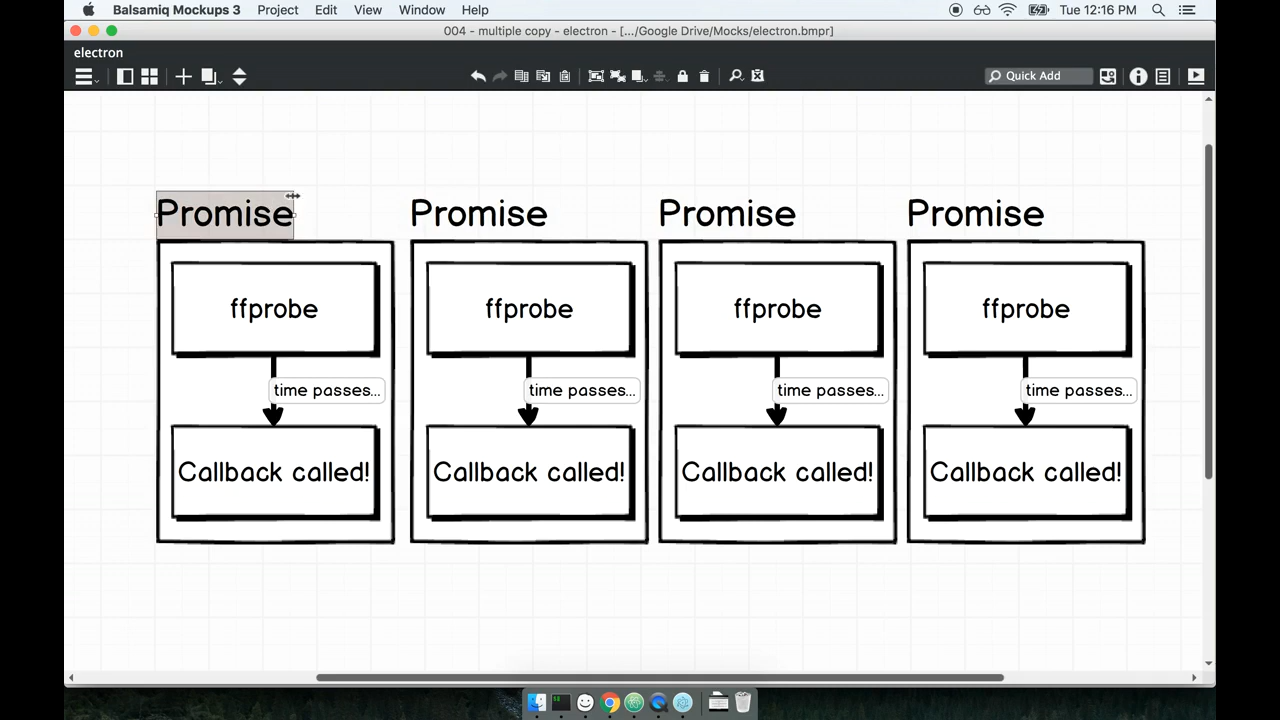 Balsamiq Mockups 3 Project Edit View Window Help Tue 12:16 PM
004 - multiple copy - electron - [.../Google Drive/Mocks/electron.bmpr]
electron
Quick Add
Promise Promise Promise Promise
ffprobe ffprobe ffprobe ffprobe
time passes... time passes... time passes... time passes...
Callback called! Callback called! Callback called! Callback called!